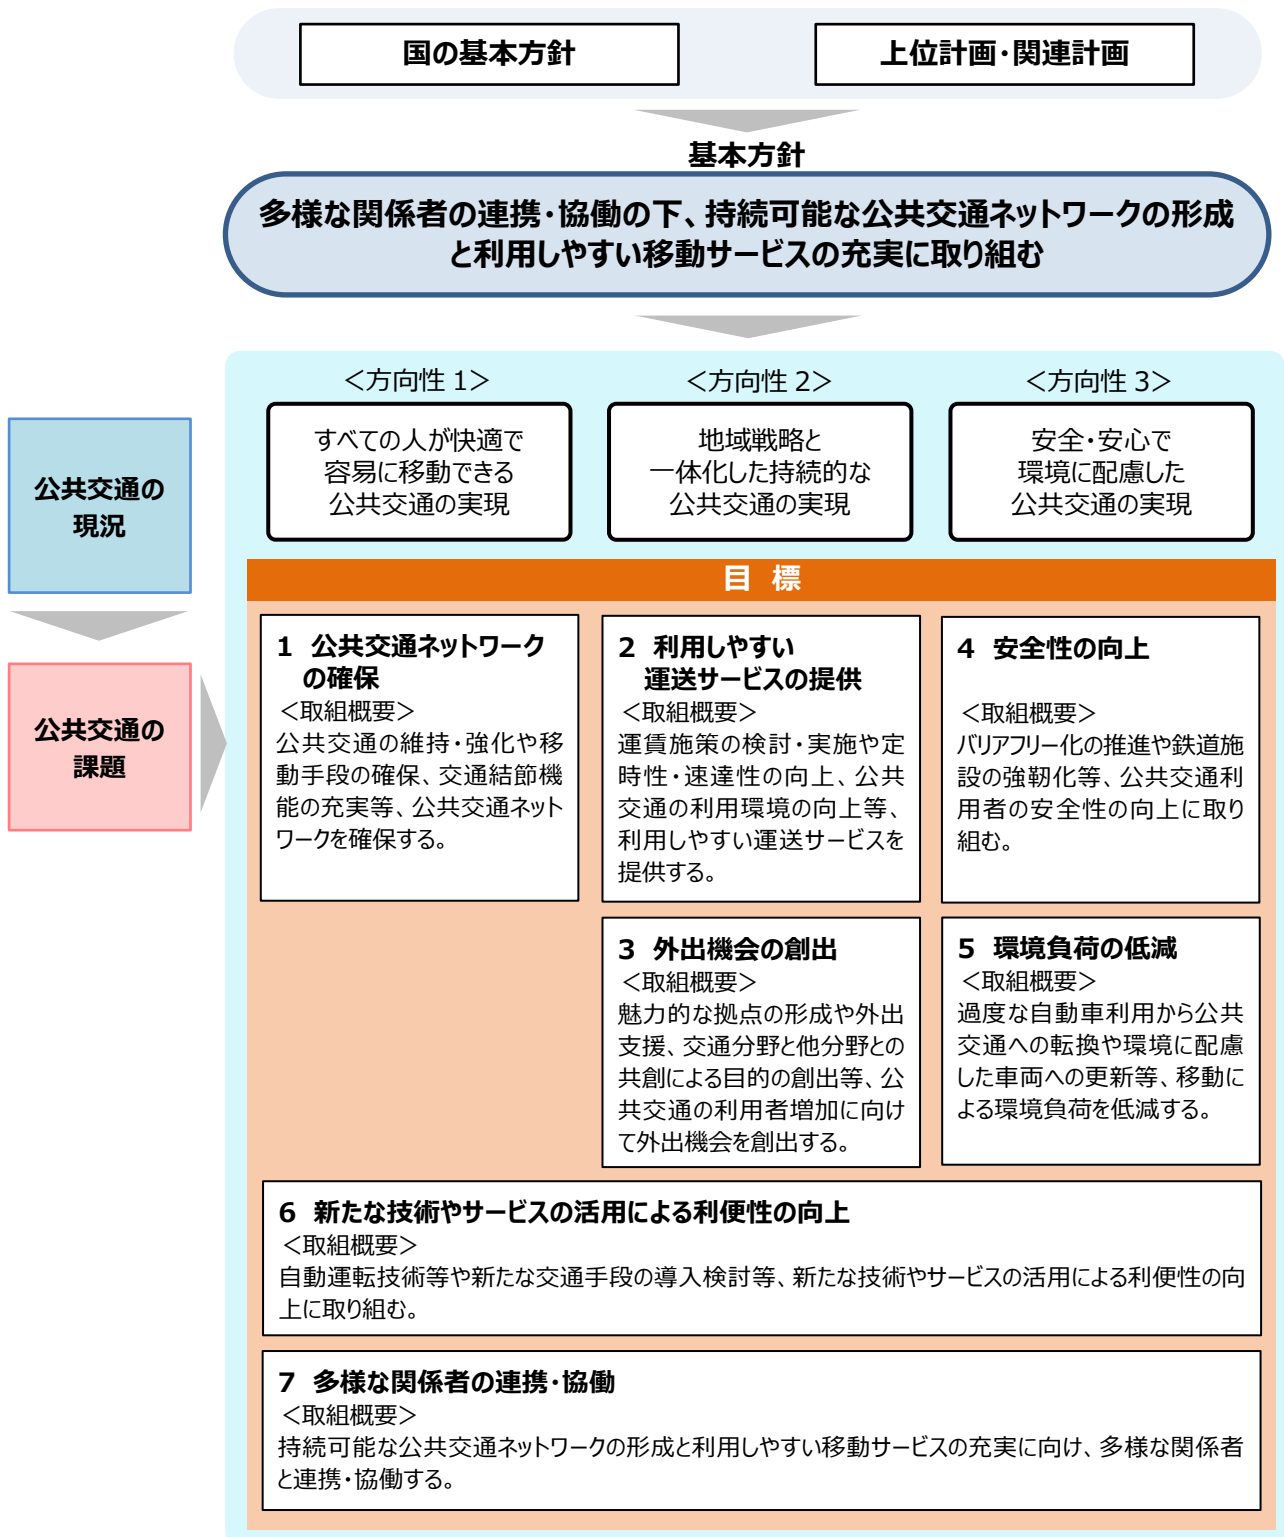 国の基本方針
上位計画・関連計画
基本方針
多様な関係者の連携・協働の下、持続可能な公共交通ネットワークの形成
と利用しやすい移動サービスの充実に取り組む
公共交通の
現況
公共交通の
課題
＜方向性 1＞
すべての人が快適で
容易に移動できる
公共交通の実現
＜方向性 2＞
地域戦略と
一体化した持続的な
公共交通の実現
＜方向性 3＞
安全・安心で
環境に配慮した
公共交通の実現
目 標
1 公共交通ネットワーク
の確保
＜取組概要＞
公共交通の維持・強化や移
動手段の確保、交通結節機
能の充実等、公共交通ネット
ワークを確保する。
2 利用しやすい
運送サービスの提供
＜取組概要＞
運賃施策の検討・実施や定
時性・速達性の向上、公共
交通の利用環境の向上等、
利用しやすい運送サービスを
提供する。
4 安全性の向上
＜取組概要＞
バリアフリー化の推進や鉄道施
設の強靭化等、公共交通利
用者の安全性の向上に取り
組む。
3 外出機会の創出
＜取組概要＞
魅力的な拠点の形成や外出
支援、交通分野と他分野との
共創による目的の創出等、公
共交通の利用者増加に向け
て外出機会を創出する。
5 環境負荷の低減
＜取組概要＞
過度な自動車利用から公共
交通への転換や環境に配慮
した車両への更新等、移動に
よる環境負荷を低減する。
6 新たな技術やサービスの活用による利便性の向上
＜取組概要＞
自動運転技術等や新たな交通手段の導入検討等、新たな技術やサービスの活用による利便性の向
上に取り組む。
7 多様な関係者の連携・協働
＜取組概要＞
持続可能な公共交通ネットワークの形成と利用しやすい移動サービスの充実に向け、多様な関係者
と連携・協働する。